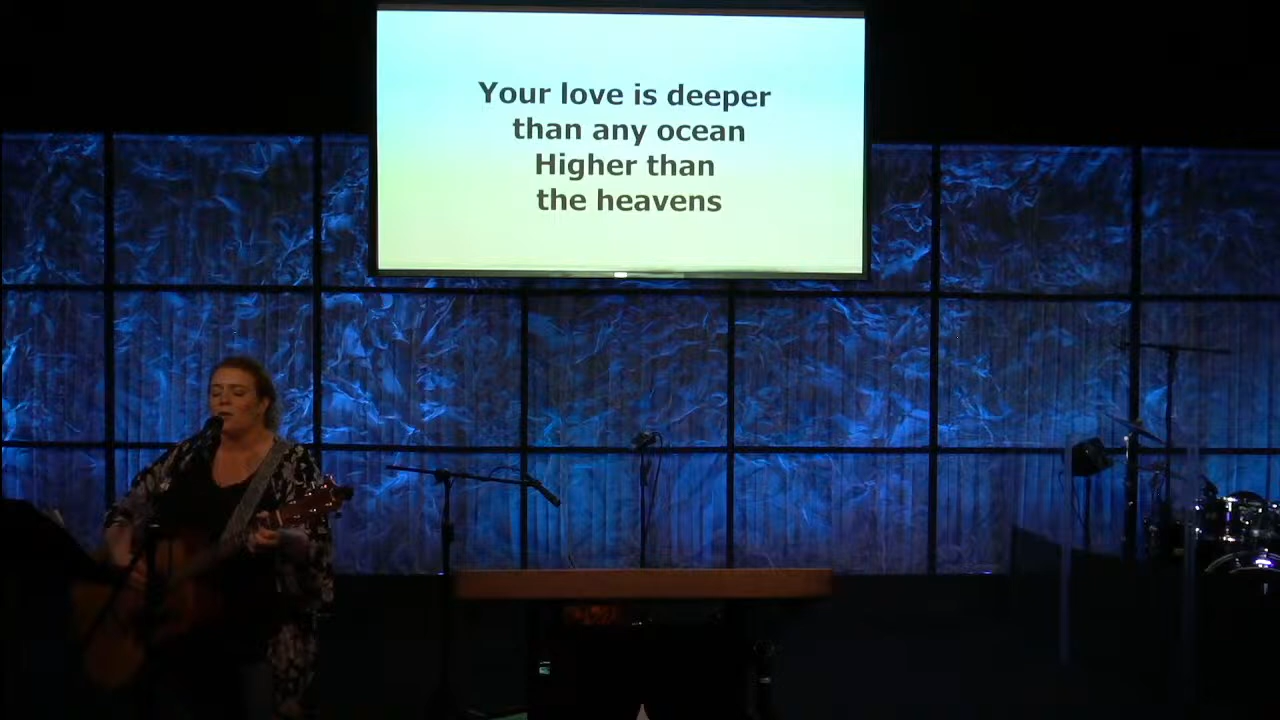 Your love is deeper
than any ocean
Higher than
the heavens